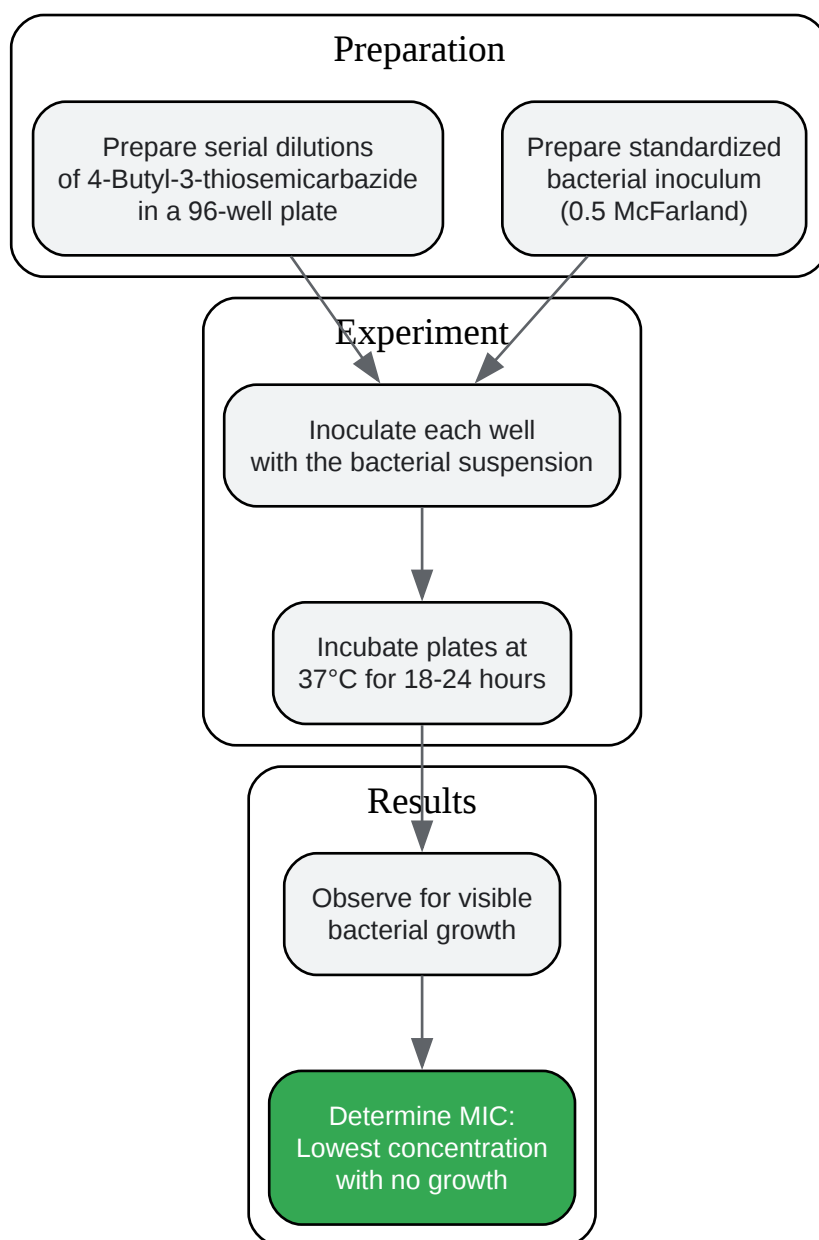 Preparation
Prepare serial dilutions
of 4-Butyl-3-thiosemicarbazide
in a 96-well plate
Prepare standardized
bacterial inoculum
(0.5 McFarland)
Experiment
Inoculate each well
with the bacterial suspension
Incubate plates at
37°C for 18-24 hours
Results
Observe for visible
bacterial growth
Determine MIC:
Lowest concentration
with no growth